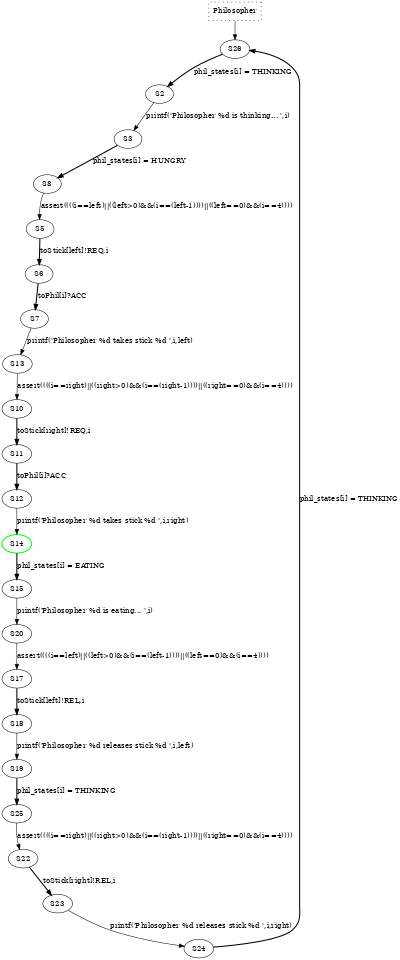 Philosopher
S26
phil_states[i] = THINKING
S2
printf('Philosopher %d is thinking... ',i)
S3
phil_states[i] = HUNGRY
S8
assert((((i==left)||((left>0)&&(i==(left-1))))||((left==0)&&(i==4))))
S5
toStick[left]!REQ,i
S6
toPhil[i]?ACC
S7
printf('Philosopher %d takes stick %d ',i,left)
S13
assert((((i==right)||((right>0)&&(i==(right-1))))||((right==0)&&(i==4))))
S10
toStick[right]!REQ,i
S11
toPhil[i]?ACC
S12
phil_states[i] = THINKING
printf('Philosopher %d takes stick %d ',i,right)
S14
phil_states[i] = EATING
S15
printf('Philosopher %d is eating... ',i)
S20
assert((((i==left)||((left>0)&&(i==(left-1))))||((left==0)&&(i==4))))
S17
toStick[left]!REL,i
S18
printf('Philosopher %d releases stick %d ',i,left)
S19
phil_states[i] = THINKING
S25
assert((((i==right)||((right>0)&&(i==(right-1))))||((right==0)&&(i==4))))
S22
toStick[right]!REL,i
S23
printf('Philosopher %d releases stick %d ',i,right)
S24